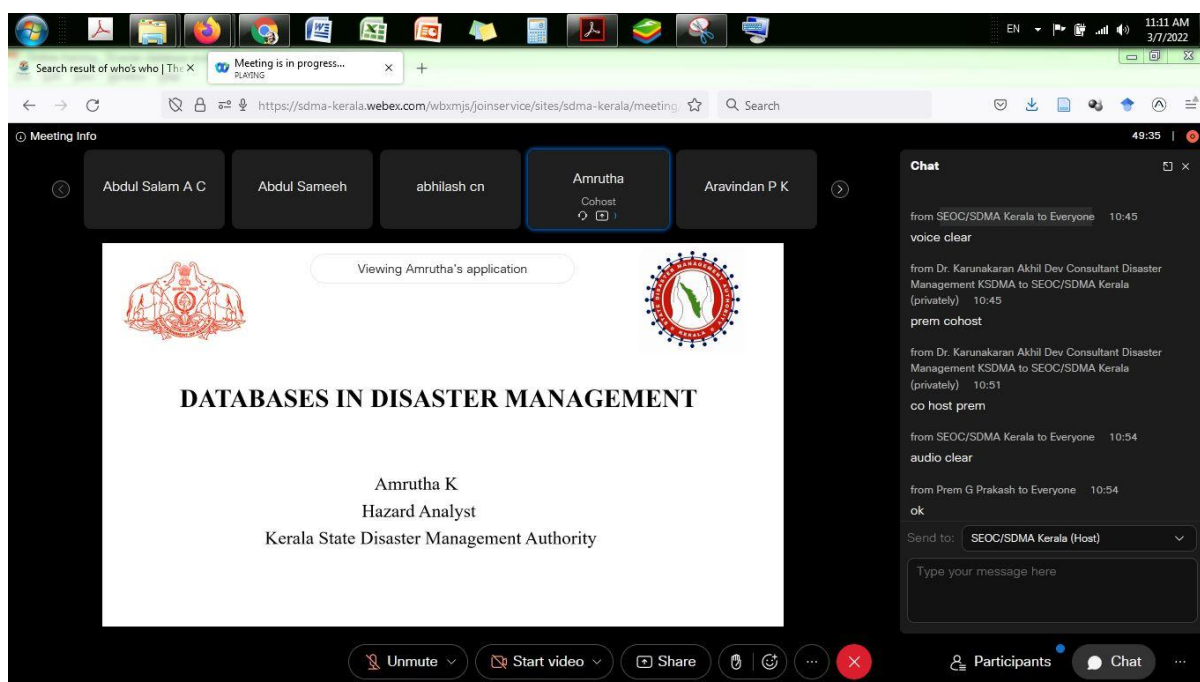 EN
11:11 AM
3/7/2022
Search result of who's who | The
Meeting is in progress...
PLAYING
https://sdma-kerala.webex.com/wbxmjs/joinservice/sites/sdma-kerala/meeting
Search
Meeting Info
49:35
Abdul Salam A C
Abdul Sameeh
abhilash cn
Amrutha
Cohost
Aravindan P K
Viewing Amrutha's application
DATABASES IN DISASTER MANAGEMENT
Amrutha K
Hazard Analyst
Kerala State Disaster Management Authority
Chat
from SEOC/SDMA Kerala to Everyone 10:45
voice clear
from Dr. Karunakaran Akhil Dev Consultant Disaster
Management KSDMA to SEOC/SDMA Kerala
(privately) 10:45
prem cohost
from Dr. Karunakaran Akhil Dev Consultant Disaster
Management KSDMA to SEOC/SDMA Kerala
(privately) 10:51
co host prem
from SEOC/SDMA Kerala to Everyone 10:54
audio clear
from Prem G Prakash to Everyone 10:54
ok
Send to: SEOC/SDMA Kerala (Host)
Type your message here
Unmute
Start video
Share
Participants
Chat